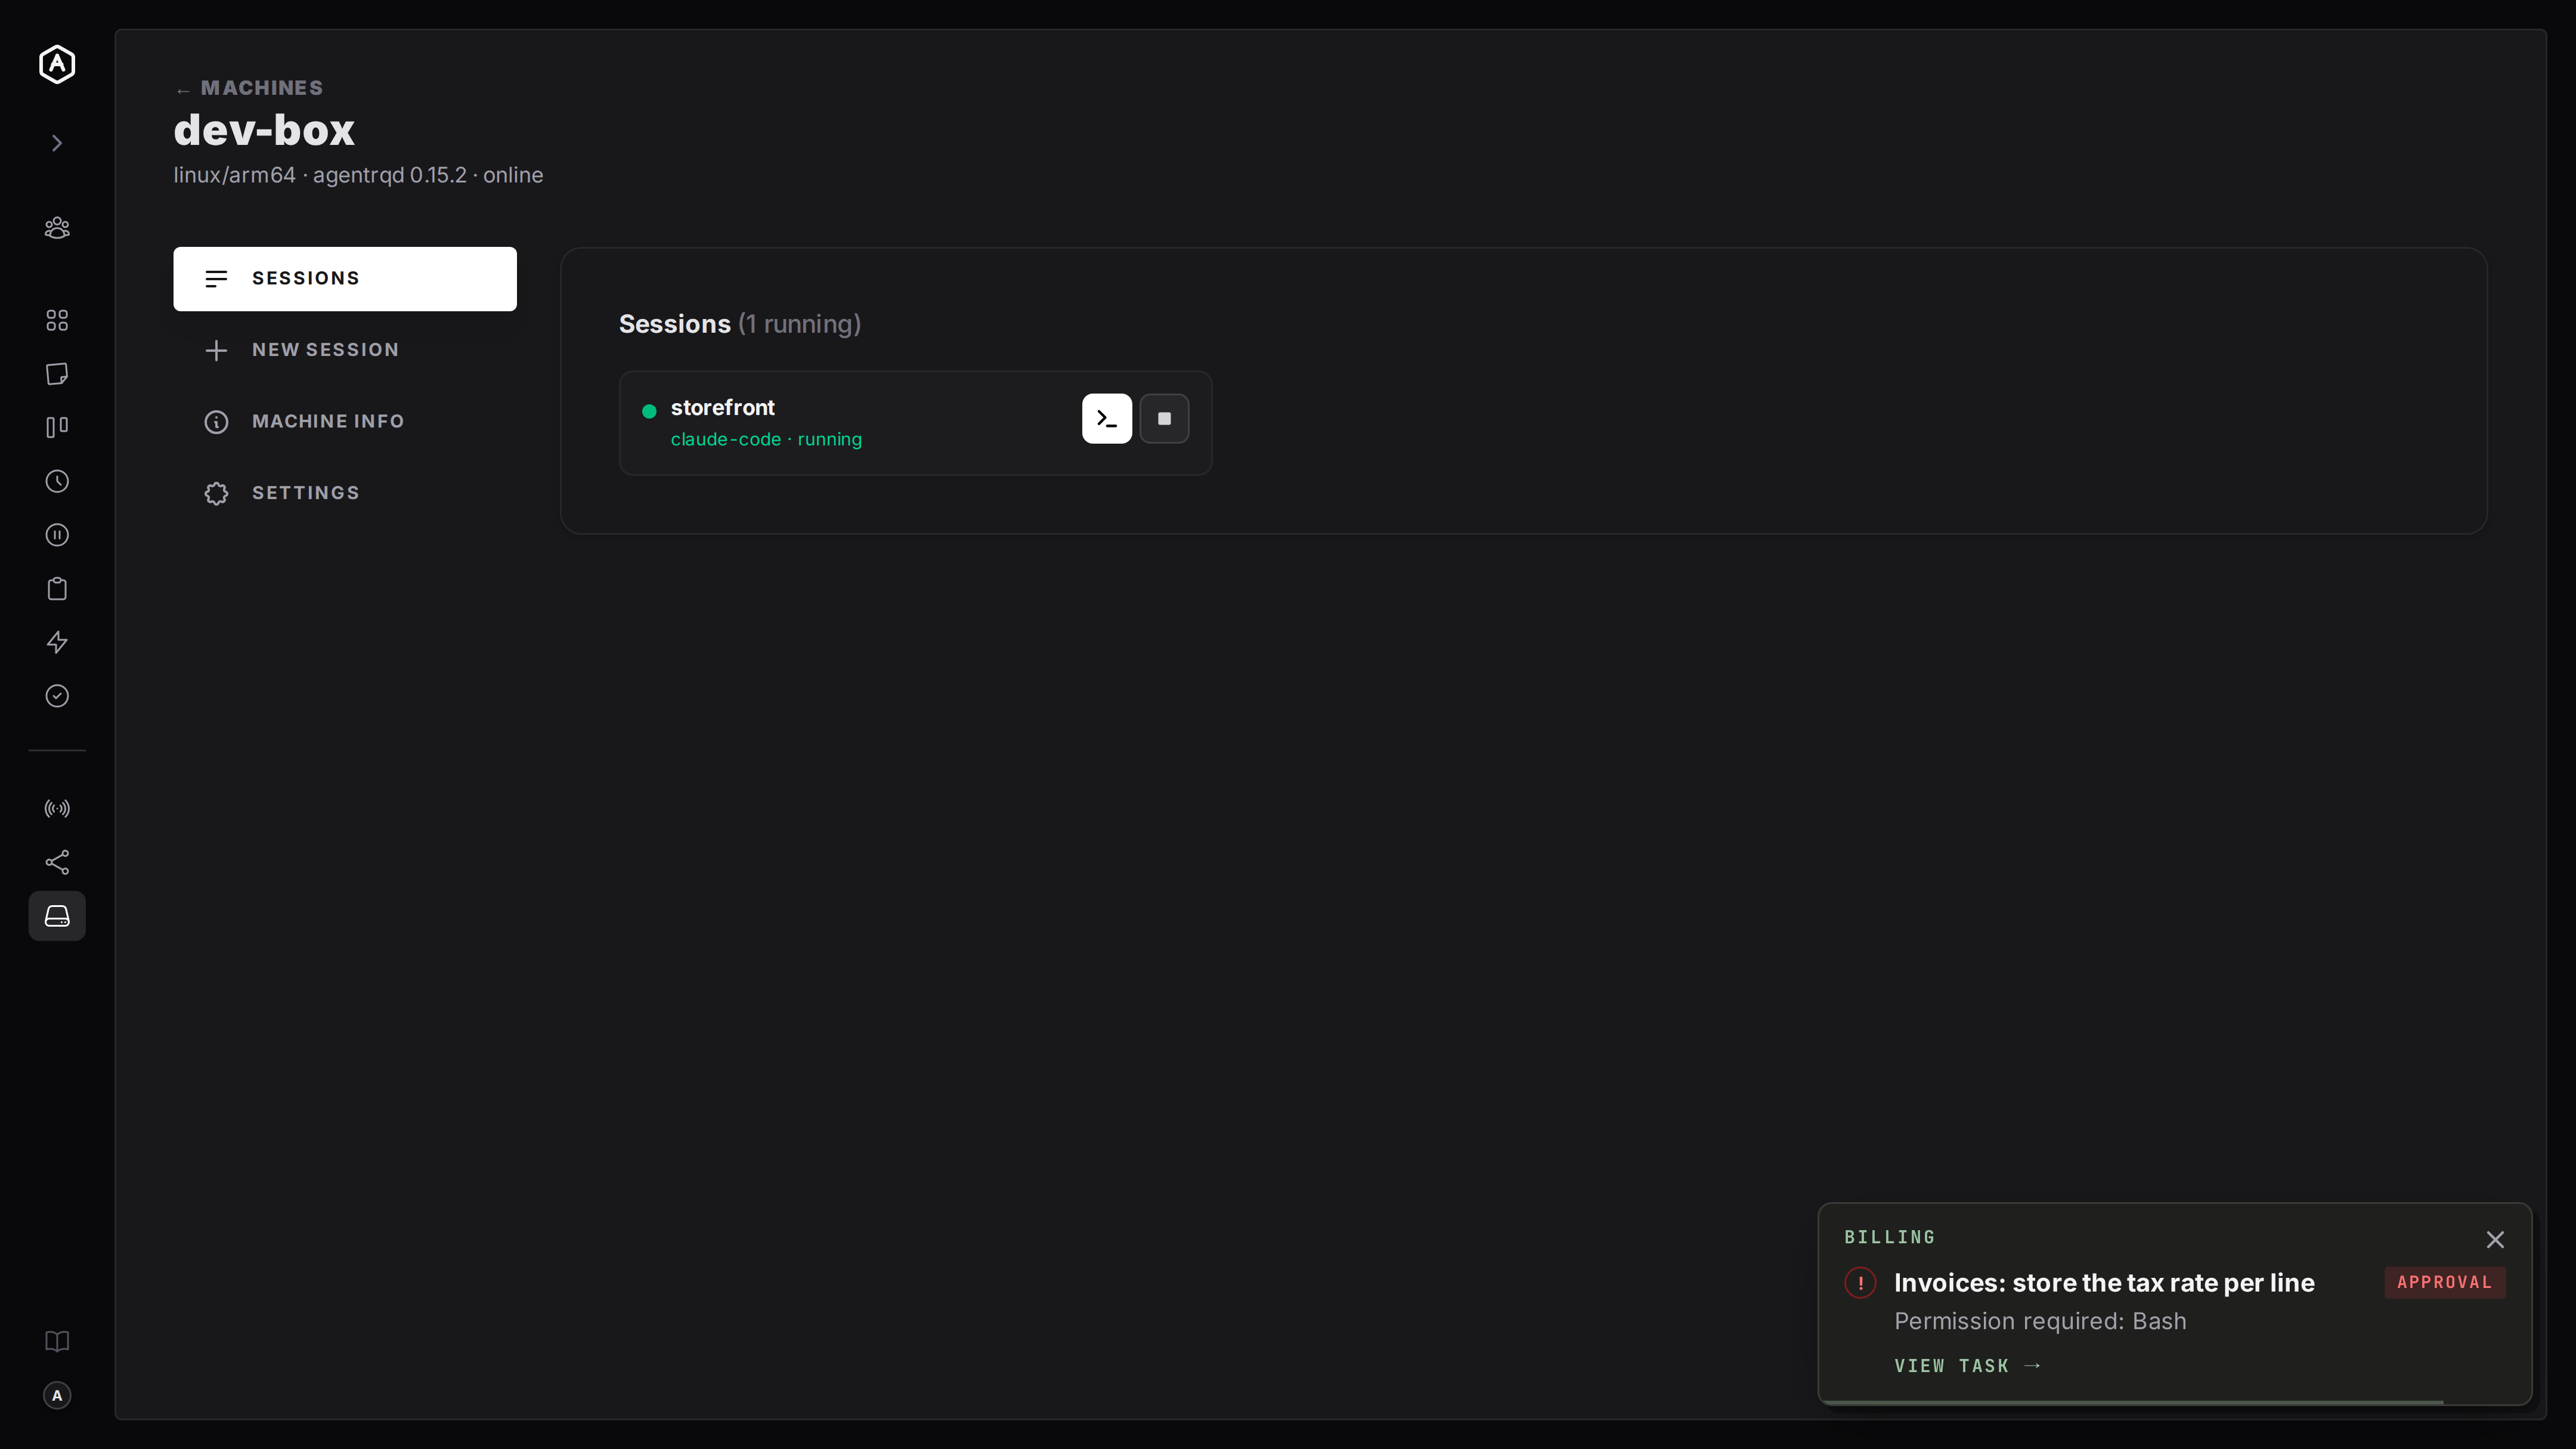 ← MACHINES
dev-box
linux/arm64 · agentrqd 0.15.2 · online
SESSIONS
NEW SESSION
MACHINE INFO
SETTINGS
Sessions (1 running)
storefront
claude-code · running
BILLING
! Invoices: store the tax rate per line APPROVAL
Permission required: Bash
VIEW TASK →
A